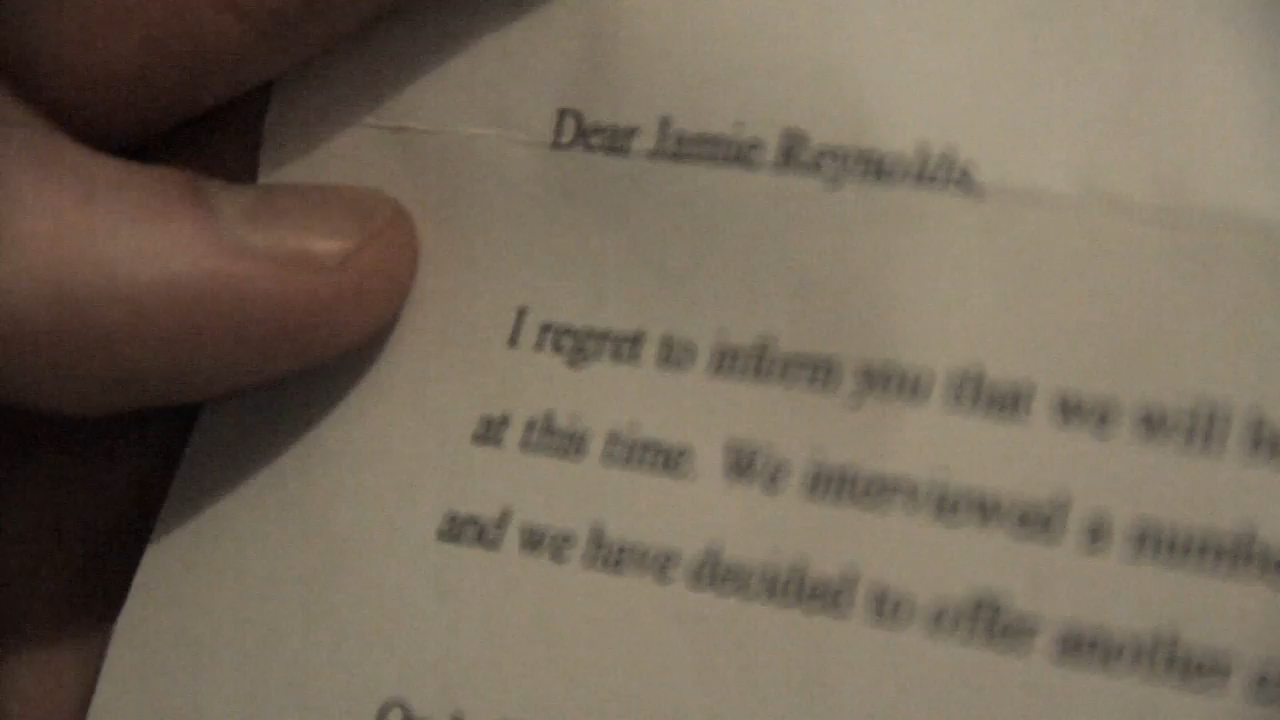 Dear Jamie Reynolds,
I regret to inform you that we will
at this time. We interviewed a
and we have decided to offer another